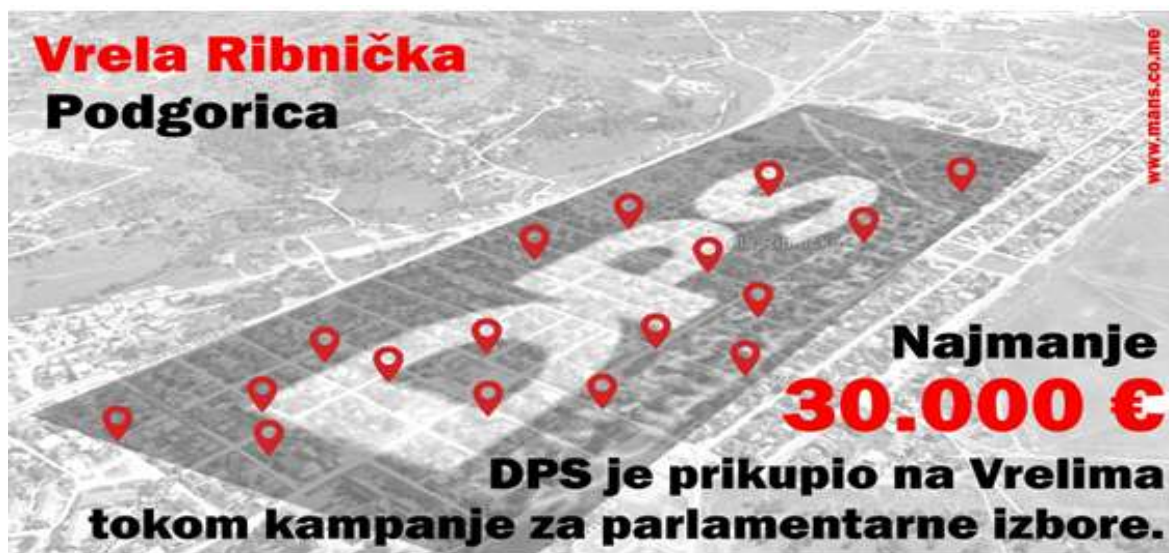 Vrela Ribnička
Podgorica
www.mans.co.me
DPS
Najmanje
30.000 €
DPS je prikupio na Vrelima
tokom kampanje za parlamentarne izbore.